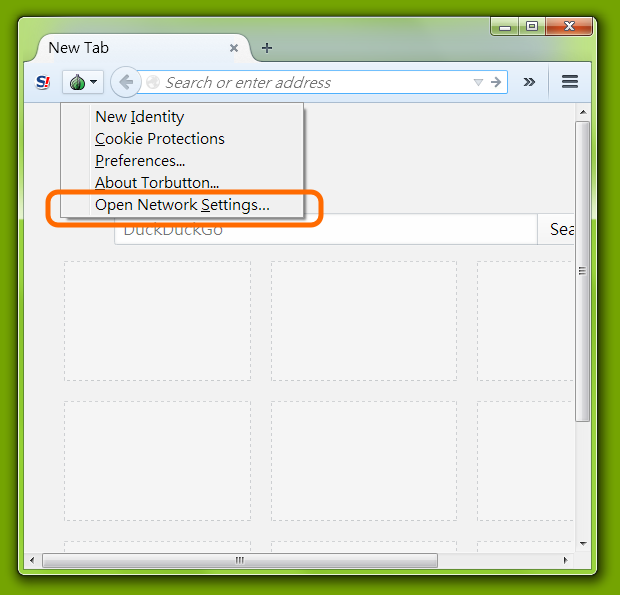 New Tab
S!
Search or enter address
New Identity
Cookie Protections
Preferences...
About Torbutton...
Open Network Settings...
DuckDuckGo
Sea